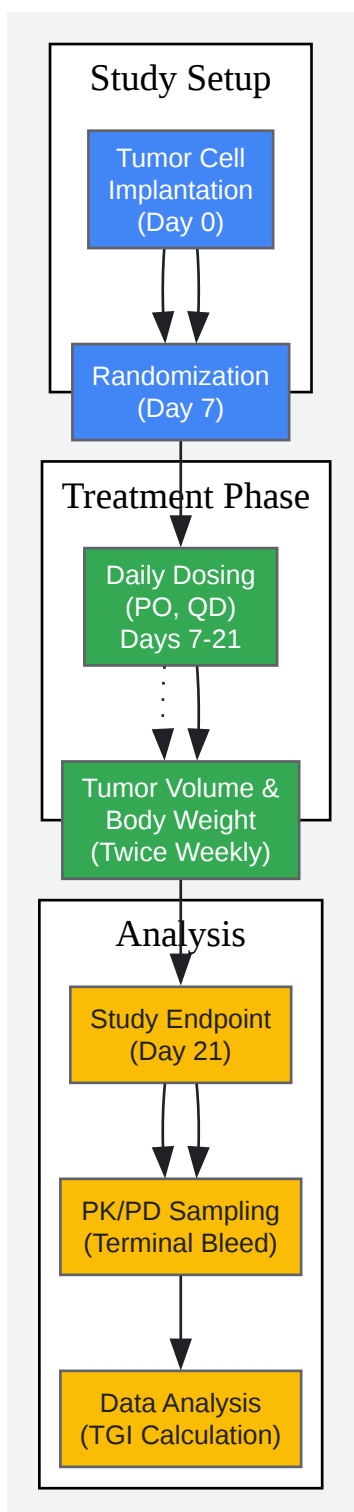 Study Setup
Tumor Cell
Implantation
(Day 0)
Randomization
(Day 7)
Treatment Phase
Daily Dosing
(PO, QD)
Days 7-21
Tumor Volume &
Body Weight
(Twice Weekly)
Analysis
Study Endpoint
(Day 21)
PK/PD Sampling
(Terminal Bleed)
Data Analysis
(TGI Calculation)